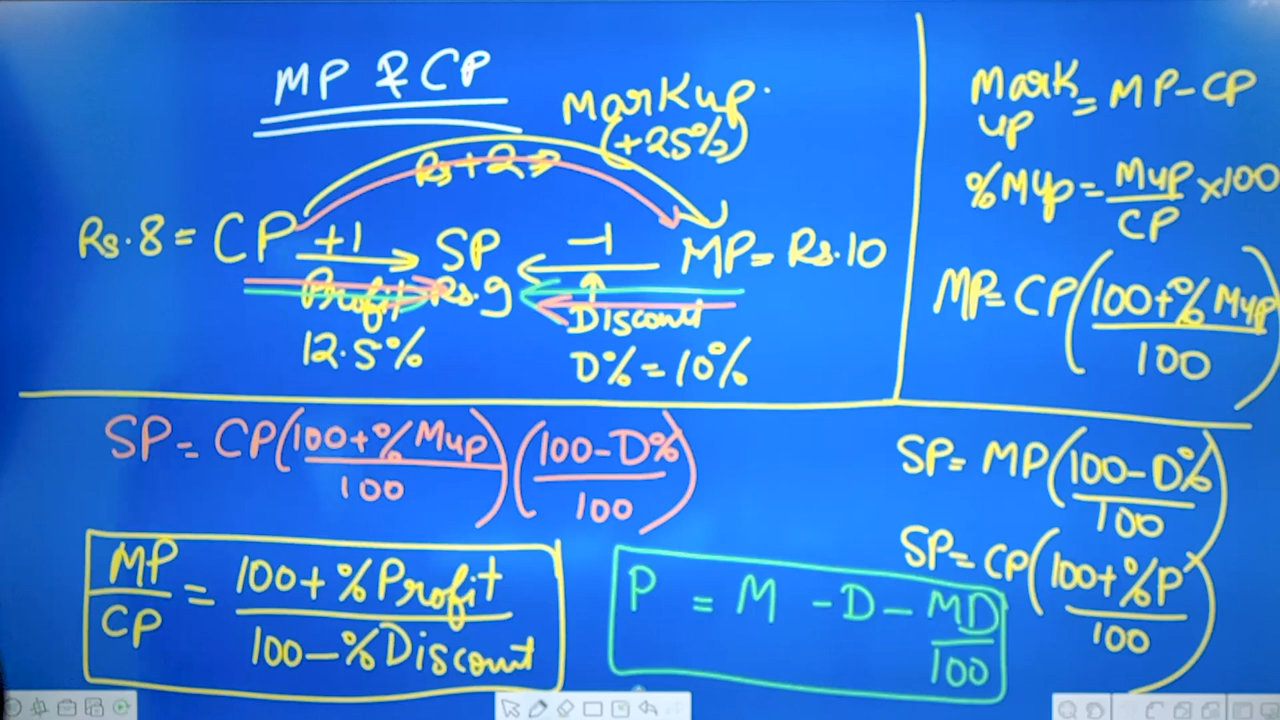 MP & CP
Markup
(+25%)
Rs +2
Rs. 8 = CP +1 SP -1 MP = Rs. 10
Profit Rs. 9 Discount
12.5% D% = 10%
Mark up = MP - CP
%Mup = Mup/CP × 100
MP = CP((100 + % Mup)/100)
SP = CP((100 + % Mup)/100)((100 - D%)/100)
SP = MP((100 - D%)/100)
SP = CP((100 + % P)/100)
MP/CP = (100 + % Profit)/(100 - % Discount)
P = M - D - MD/100